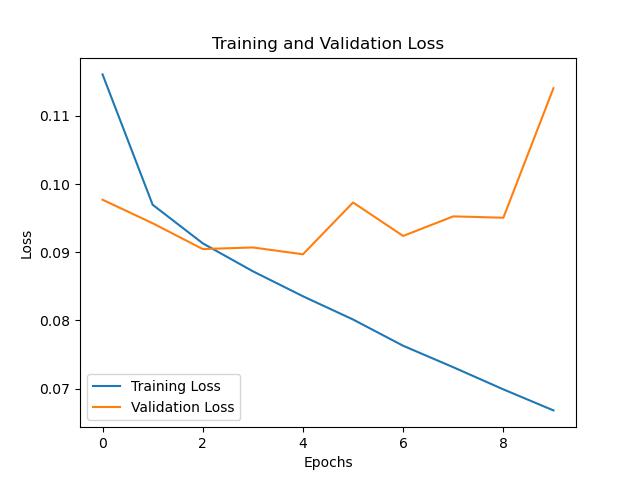 Training and Validation Loss
0.11
0.10
0.09
0.08
0.07
Loss
Training Loss
Validation Loss
0 2 4 6 8
Epochs